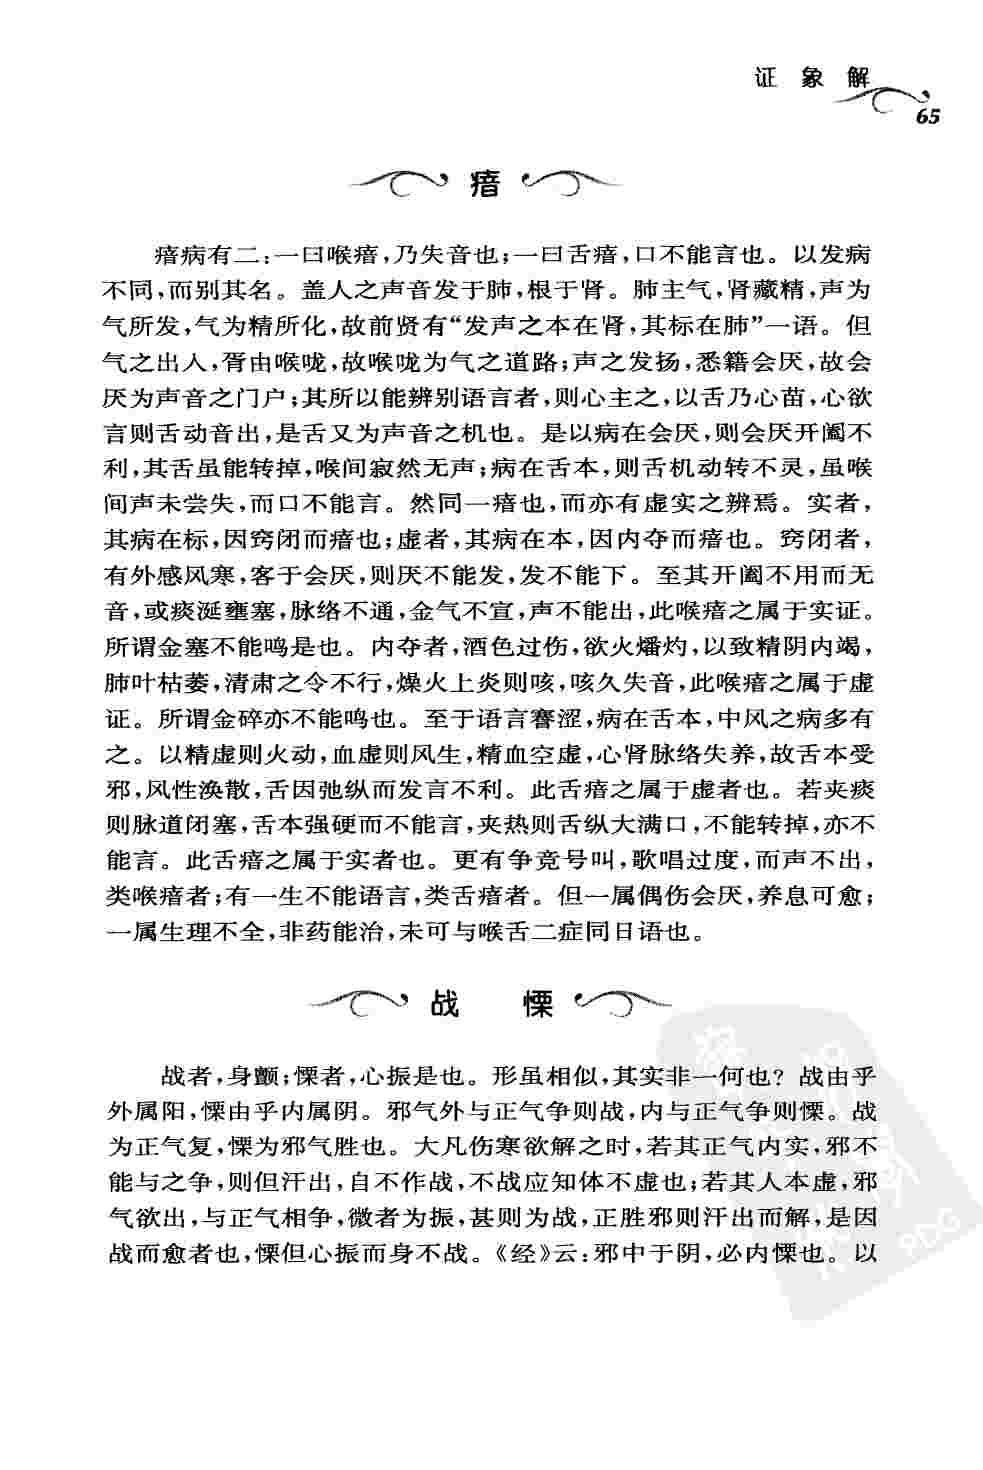 证象解
65
瘖
瘖病有二:一曰喉瘖,乃失音也;一曰舌瘖,口不能言也。以发病
不同,而别其名。盖人之声音发于肺,根于肾。肺主气,肾藏精,声为
气所发,气为精所化,故前贤有“发声之本在肾,其标在肺”一语。但
气之出人,胥由喉咙,故喉咙为气之道路;声之发扬,悉籍会厌,故会
厌为声音之门户;其所以能辨别语言者,则心主之,以舌乃心苗,心欲
言则舌动音出,是舌又为声音之机也。是以病在会厌,则会厌开阖不
利,其舌虽能转掉,喉间寂然无声;病在舌本,则舌机动转不灵,虽喉
间声未尝失,而口不能言。然同一瘖也,而亦有虚实之辨焉。实者,
其病在标,因窍闭而瘖也;虚者,其病在本,因内夺而瘖也。窍闭者,
有外感风寒,客于会厌,则厌不能发,发不能下。至其开阖不用而无
音,或痰涎壅塞,脉络不通,金气不宣,声不能出,此喉瘖之属于实证。
所谓金塞不能鸣是也。内夺者,酒色过伤,欲火燔灼,以致精阴内竭,
肺叶枯萎,清肃之令不行,燥火上炎则咳,咳久失音,此喉瘖之属于虚
证。所谓金碎亦不能鸣也。至于语言謇涩,病在舌本,中风之病多有
之。以精虚则火动,血虚则风生,精血空虚,心肾脉络失养,故舌本受
邪,风性涣散,舌因弛纵而发言不利。此舌瘖之属于虚者也。若夹痰
则脉道闭塞,舌本强硬而不能言,夹热则舌纵大满口,不能转掉,亦不
能言。此舌瘖之属于实者也。更有争竞号叫,歌唱过度,而声不出,
类喉瘖者;有一生不能语言,类舌瘖者。但一属偶伤会厌,养息可愈;
一属生理不全,非药能治,未可与喉舌二症同日语也。
战 慄
战者,身颤;慄者,心振是也。形虽相似,其实非一何也?战由乎
外属阳,慄由乎内属阴。邪气外与正气争则战,内与正气争则慄。战
为正气复,慄为邪气胜也。大凡伤寒欲解之时,若其正气内实,邪不
能与之争,则但汗出,自不作战,不战应知体不虚也;若其人本虚,邪
气欲出,与正气相争,微者为振,甚则为战,正胜邪则汗出而解,是因
战而愈者也,慄但心振而身不战。《经》云:邪中于阴,必内慄也。以
PDG